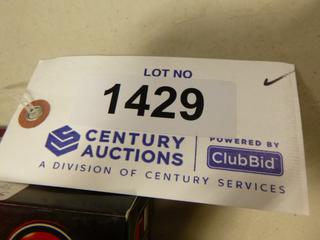 LOT NO
1429
CENTURY
AUCTIONS
POWERED BY
ClubBid
A DIVISION OF CENTURY SERVICES